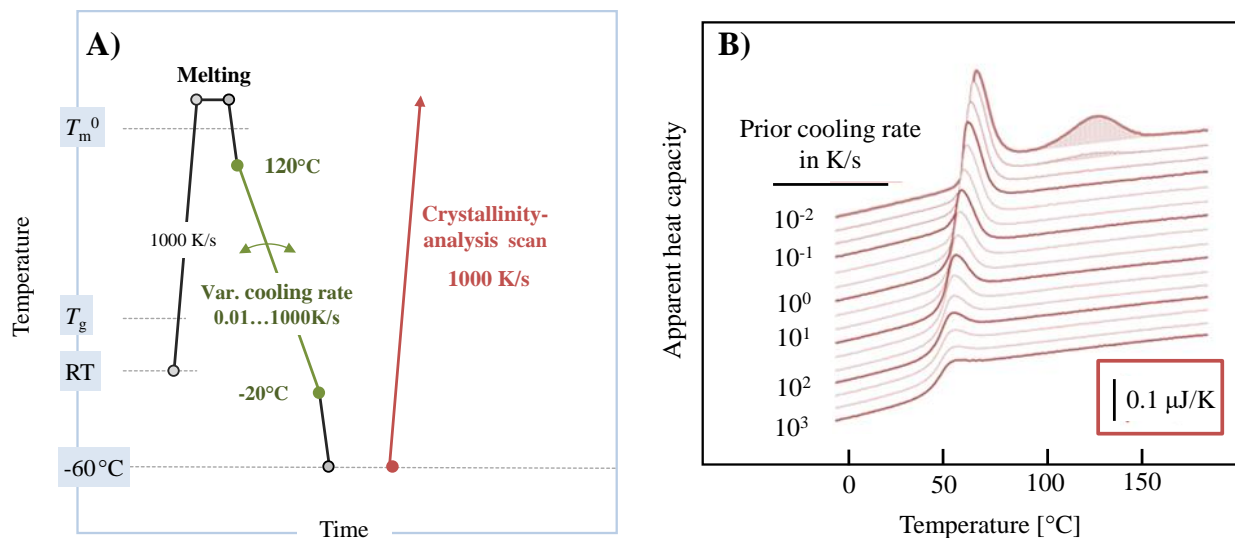 A)
Melting
T_m^0
120°C
Temperature
1000 K/s
Crystallinity-
analysis scan
1000 K/s
Var. cooling rate
0.01…1000K/s
T_g
RT
-20°C
-60°C
Time
B)
Apparent heat capacity
Prior cooling rate
in K/s
10^-2
10^-1
10^0
10^1
10^2
10^3
0.1 μJ/K
0
50
100
150
Temperature [°C]